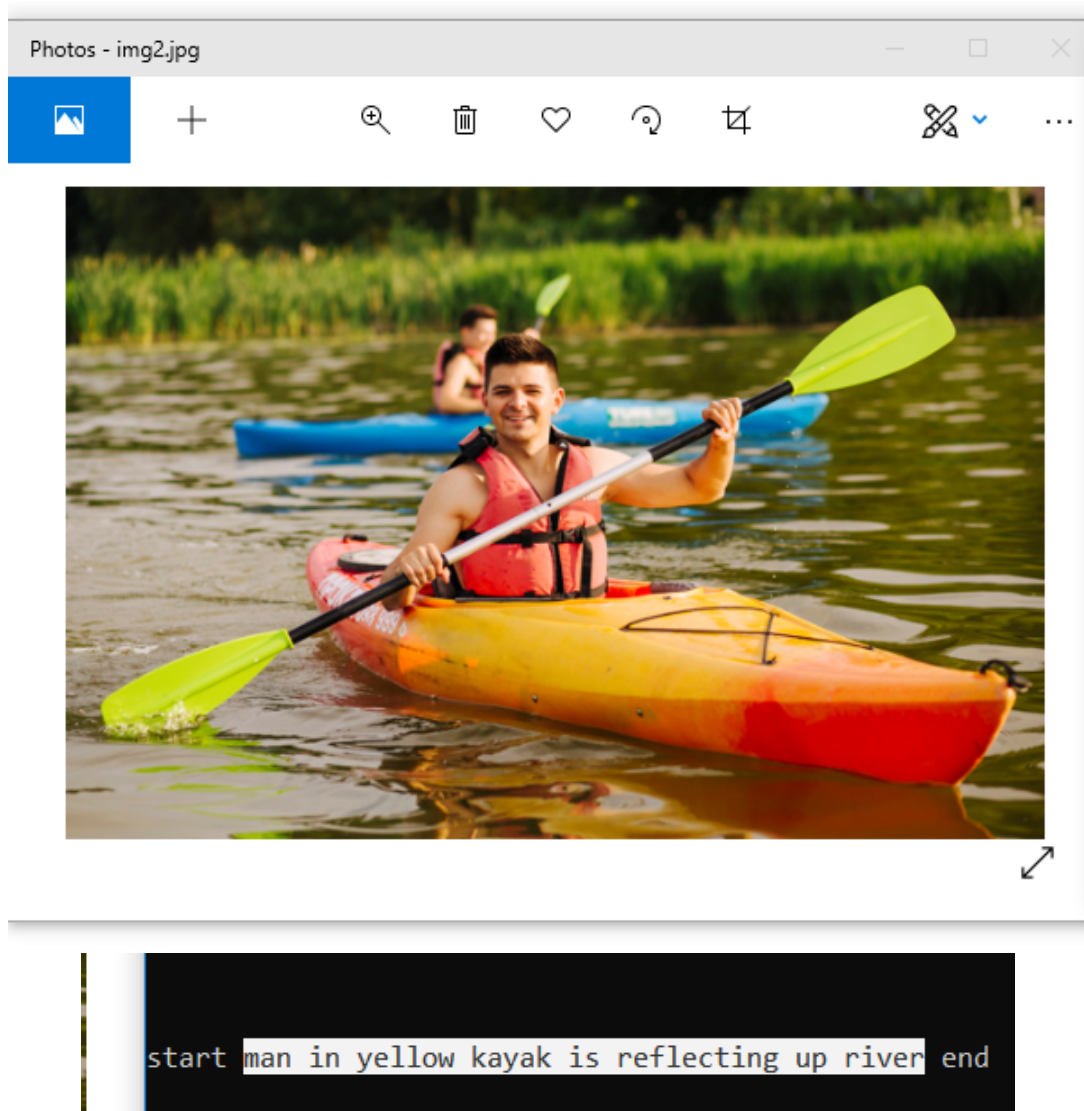 Photos - img2.jpg
start man in yellow kayak is reflecting up river end